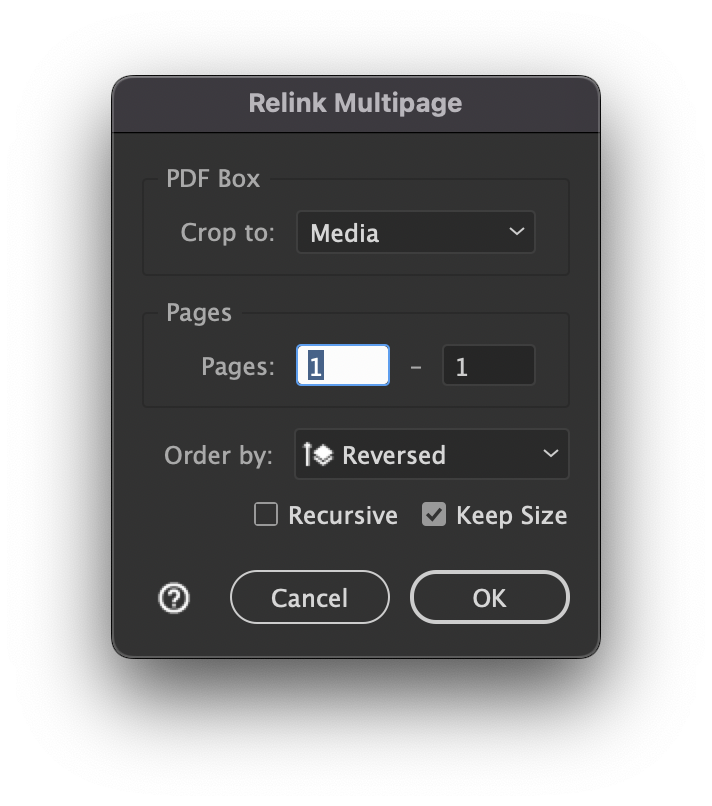 Relink Multipage
PDF Box
Crop to: Media
Pages
Pages: 1 – 1
Order by: Reversed
Recursive Keep Size
? Cancel OK